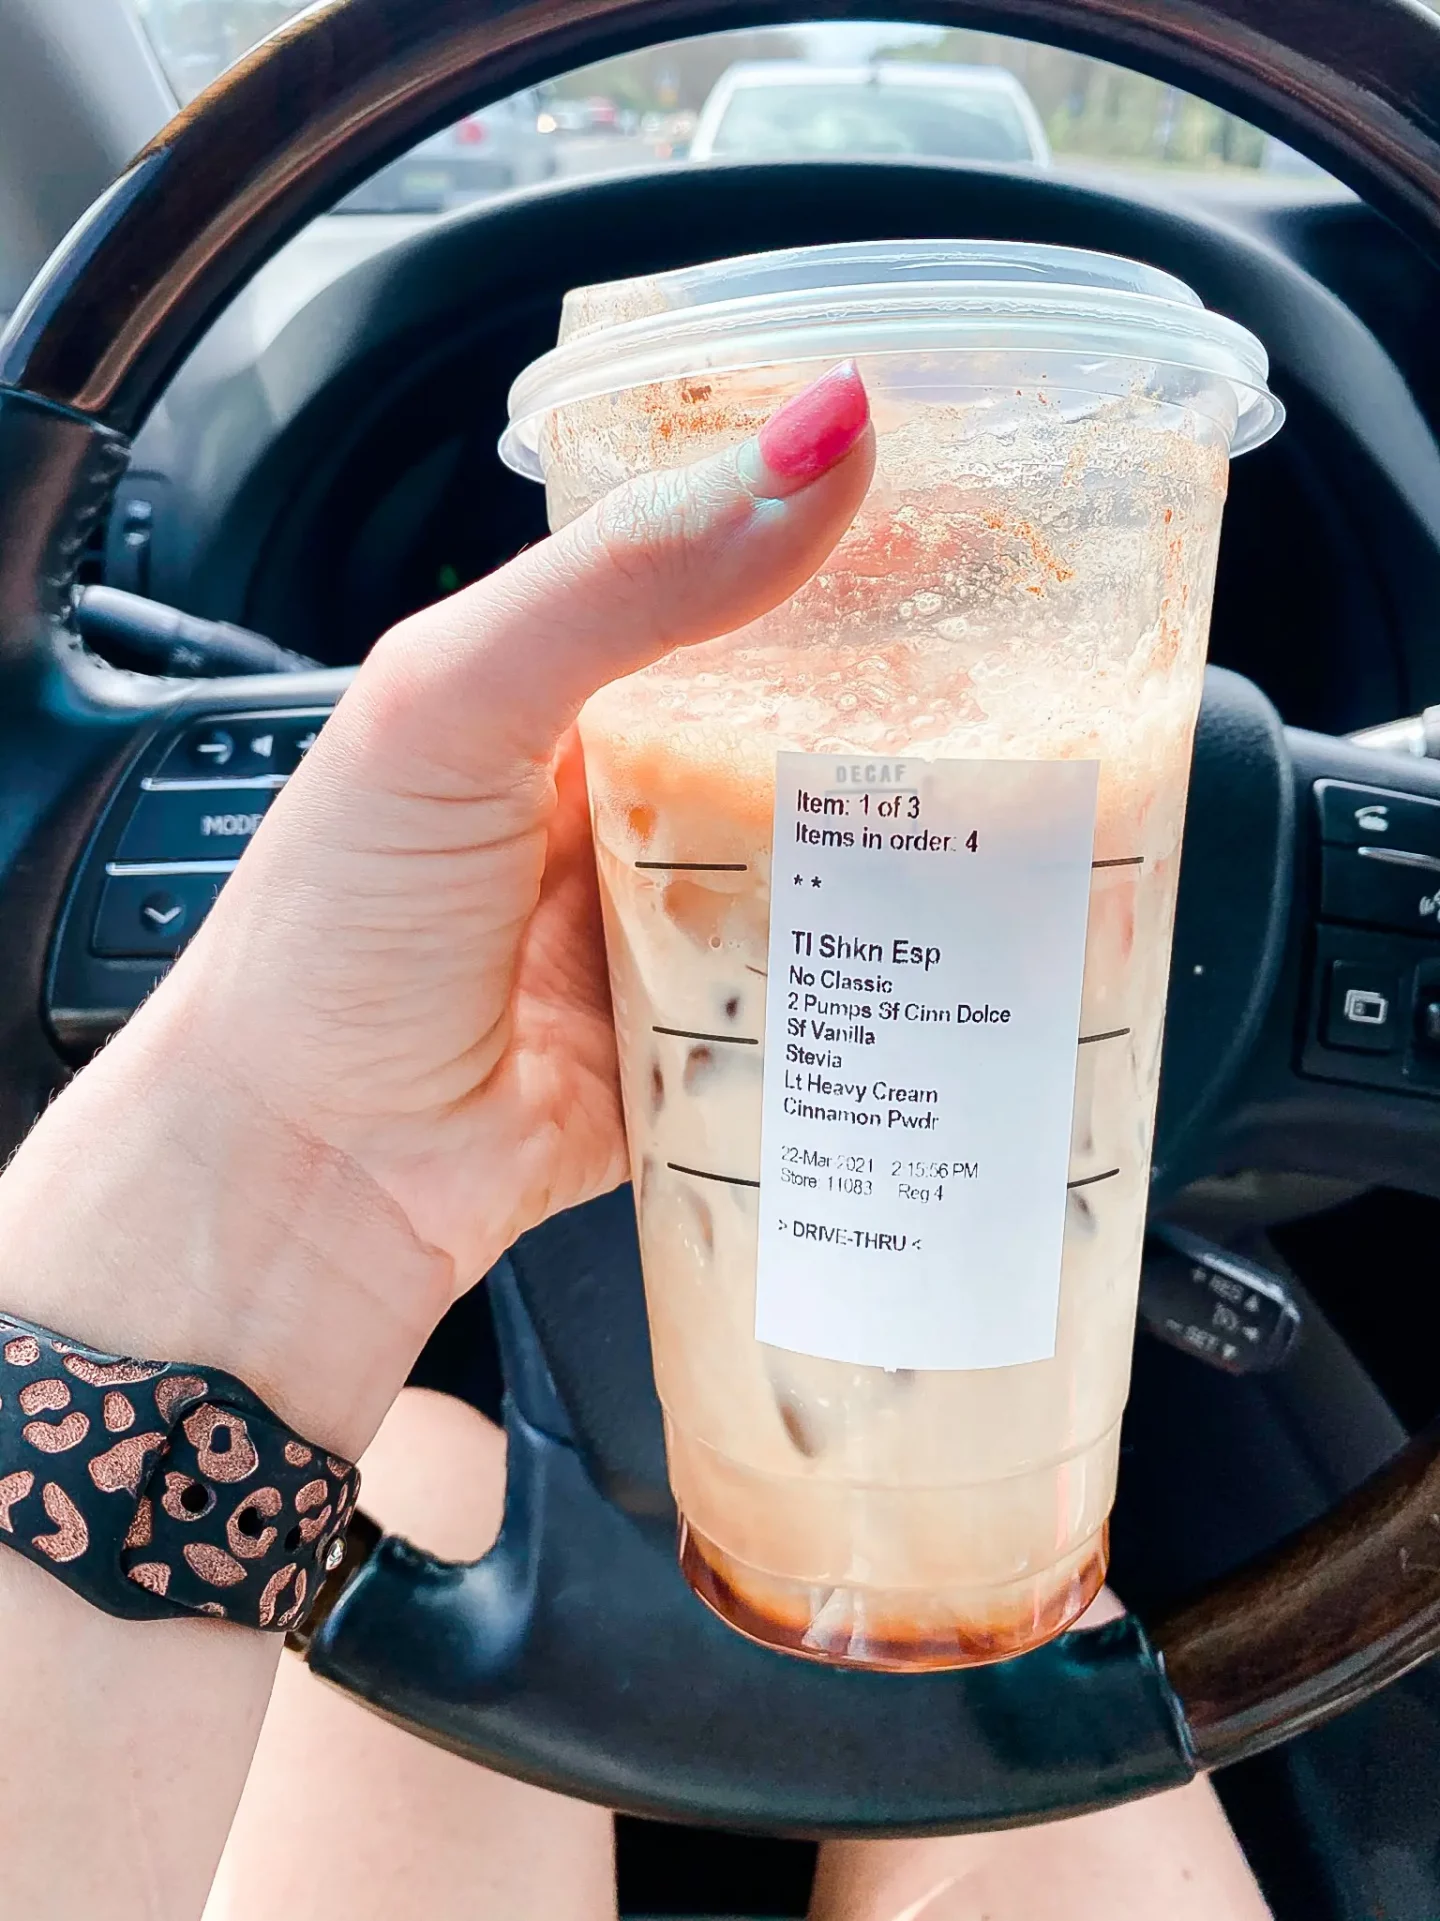 DECAF
Item: 1 of 3
Items in order: 4
* *
Tl Shkn Esp
No Classic
2 Pumps Sf Cinn Dolce
Sf Vanilla
Stevia
Lt Heavy Cream
Cinnamon Pwdr
22-Mar 2021 2:15:56 PM
Store: 11083 Reg 4
> DRIVE-THRU <
MODE
RES
SET